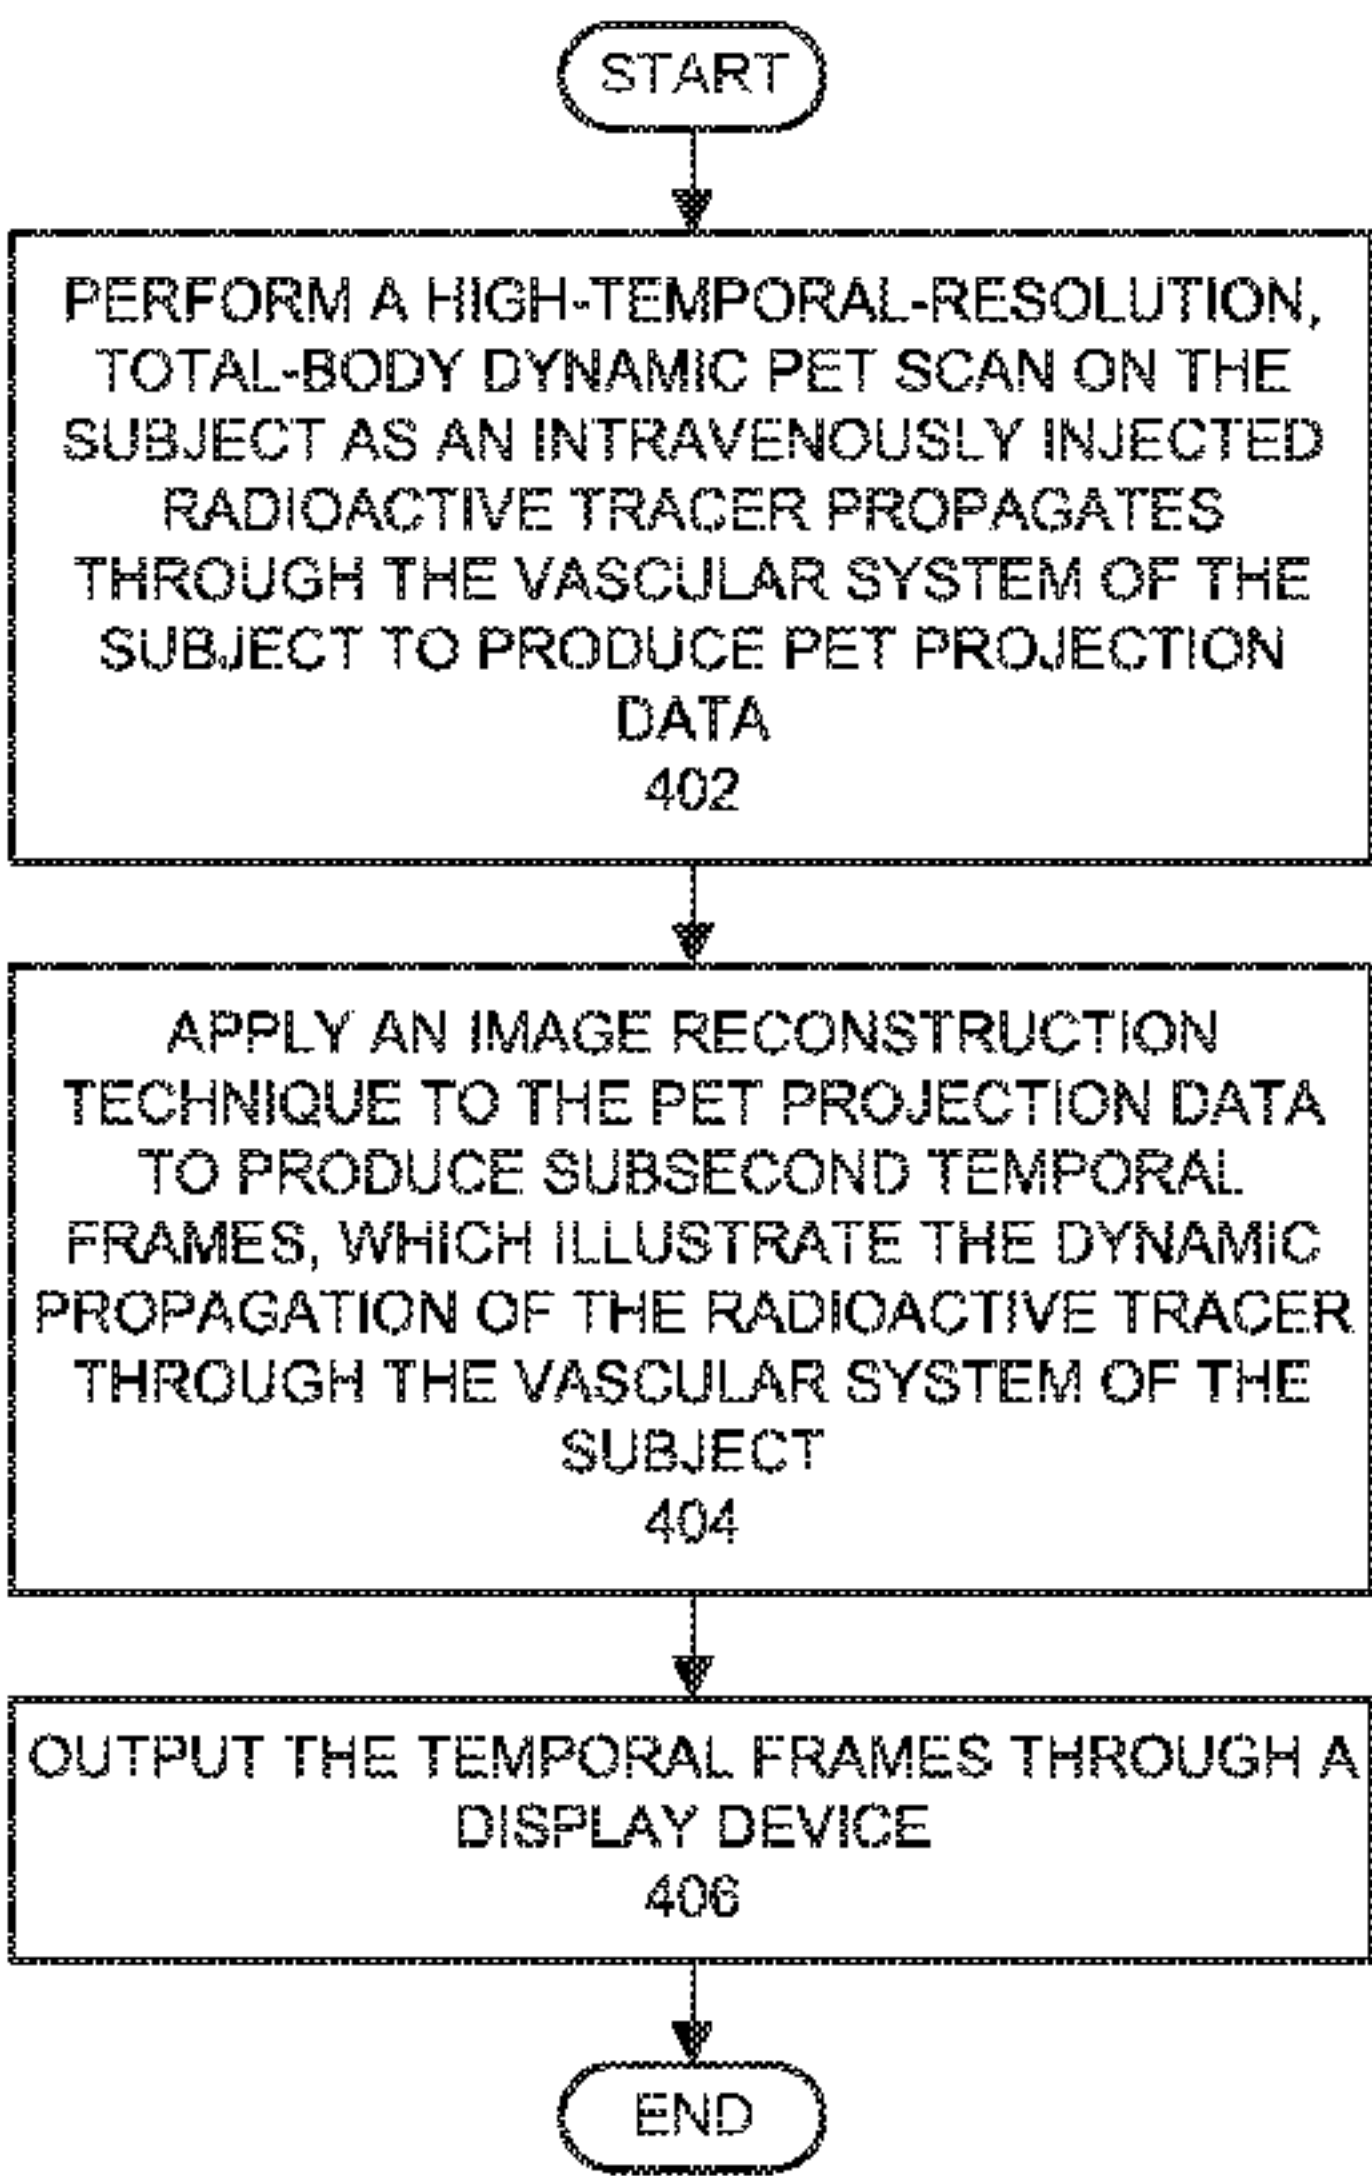 START
PERFORM A HIGH-TEMPORAL-RESOLUTION,
TOTAL-BODY DYNAMIC PET SCAN ON THE
SUBJECT AS AN INTRAVENOUSLY INJECTED
RADIOACTIVE TRACER PROPAGATES
THROUGH THE VASCULAR SYSTEM OF THE
SUBJECT TO PRODUCE PET PROJECTION
DATA
402
APPLY AN IMAGE RECONSTRUCTION
TECHNIQUE TO THE PET PROJECTION DATA
TO PRODUCE SUBSECOND TEMPORAL
FRAMES, WHICH ILLUSTRATE THE DYNAMIC
PROPAGATION OF THE RADIOACTIVE TRACER
THROUGH THE VASCULAR SYSTEM OF THE
SUBJECT
404
OUTPUT THE TEMPORAL FRAMES THROUGH A
DISPLAY DEVICE
406
END